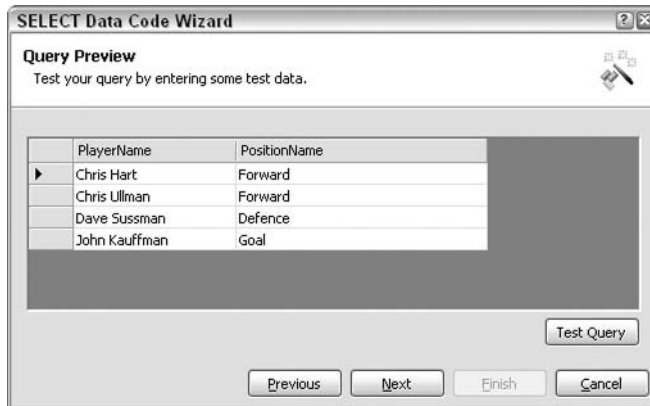 SELECT Data Code Wizard
Query Preview
Test your query by entering some test data.
PlayerName PositionName
Chris Hart Forward
Chris Ullman Forward
Dave Sussman Defence
John Kauffman Goal
Test Query
Previous Next Finish Cancel